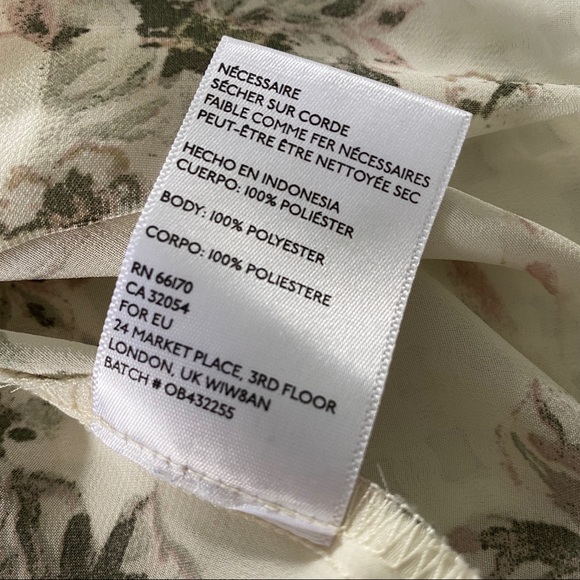 NÉCESSAIRE
SÉCHER SUR CORDE
FAIBLE COMME FER NÉCESSAIRES
PEUT-ÊTRE ÊTRE NETTOYÉE SEC
HECHO EN INDONESIA
CUERPO: 100% POLIÉSTER
BODY: 100% POLYESTER
CORPO: 100% POLIESTERE
RN 66170
CA 32054
FOR EU
24 MARKET PLACE, 3RD FLOOR
LONDON, UK WIW8AN
BATCH # OB432255